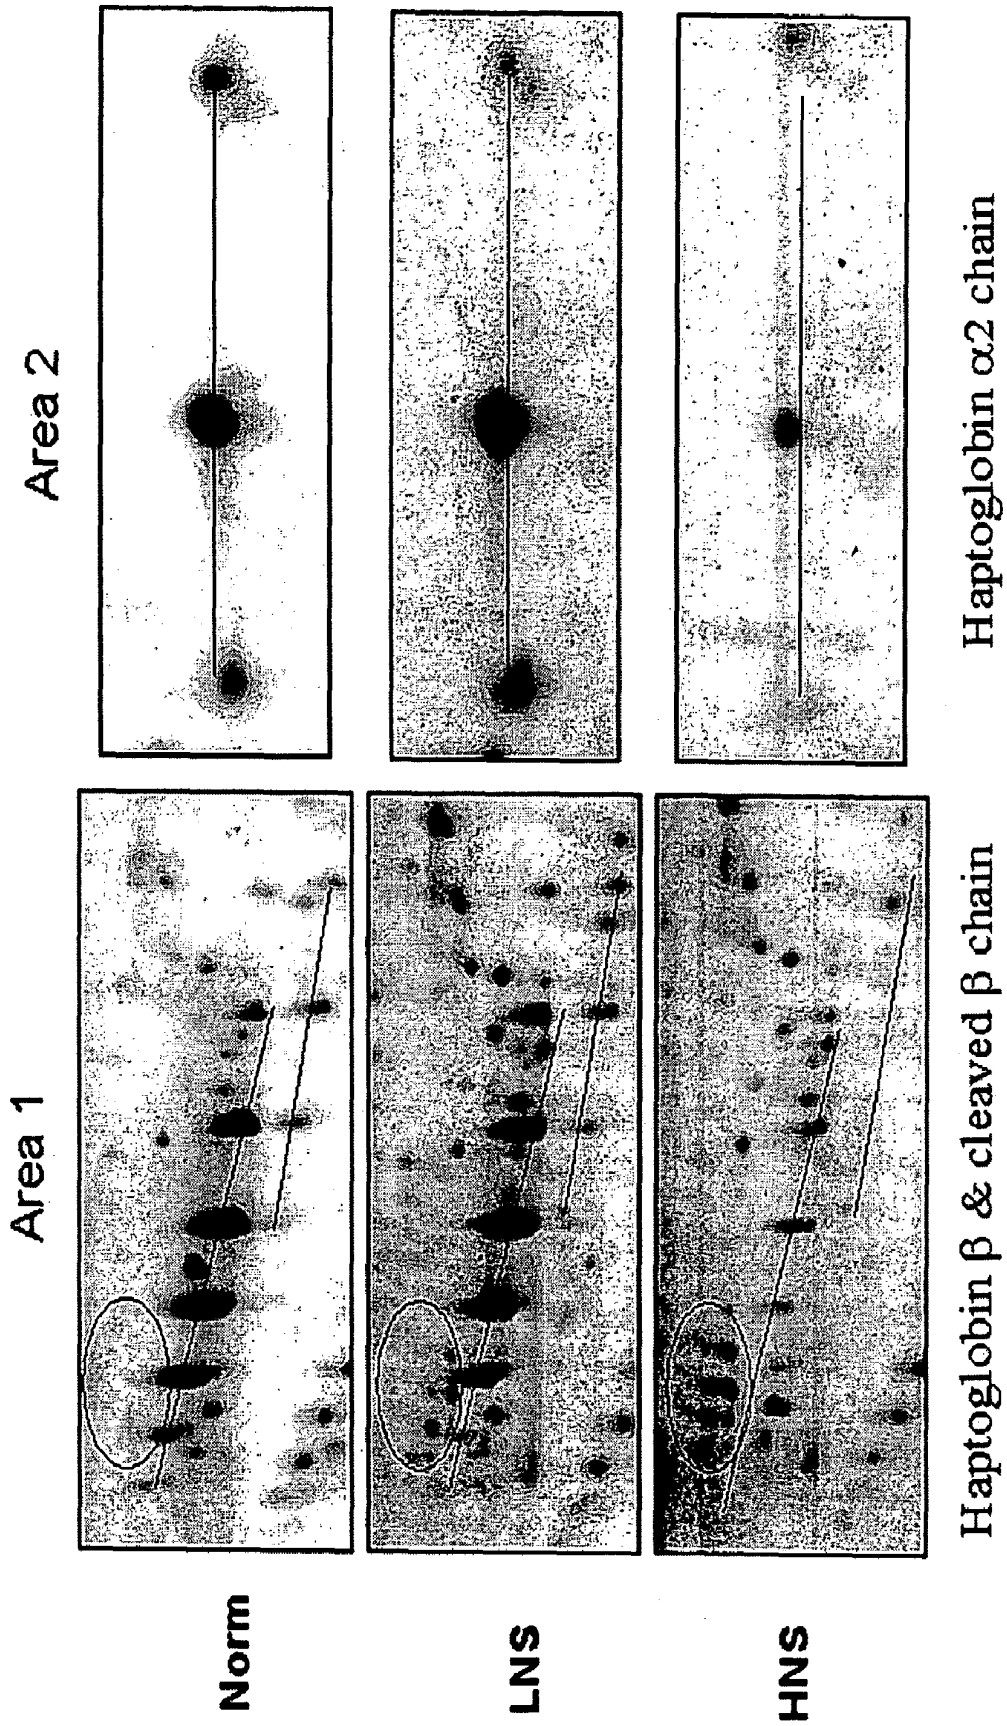 Area 1
Area 2
Norm
LNS
HNS
Haptoglobin β & cleaved β chain
Haptoglobin α2 chain